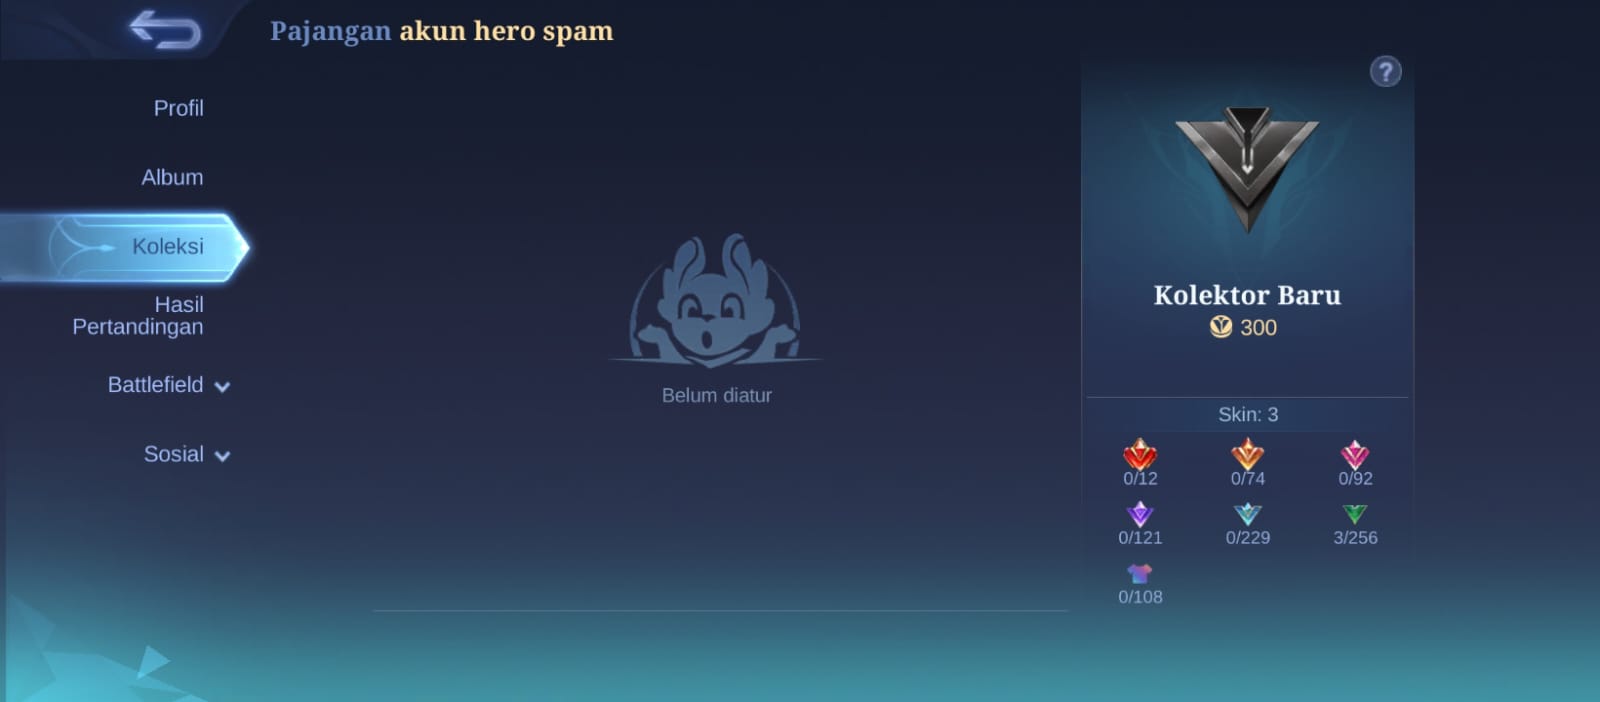 Pajangan akun hero spam
?
Profil
Album
Koleksi
Hasil
Pertandingan
Battlefield
Sosial
Belum diatur
Kolektor Baru
300
Skin: 3
0/12
0/74
0/92
0/121
0/229
3/256
0/108